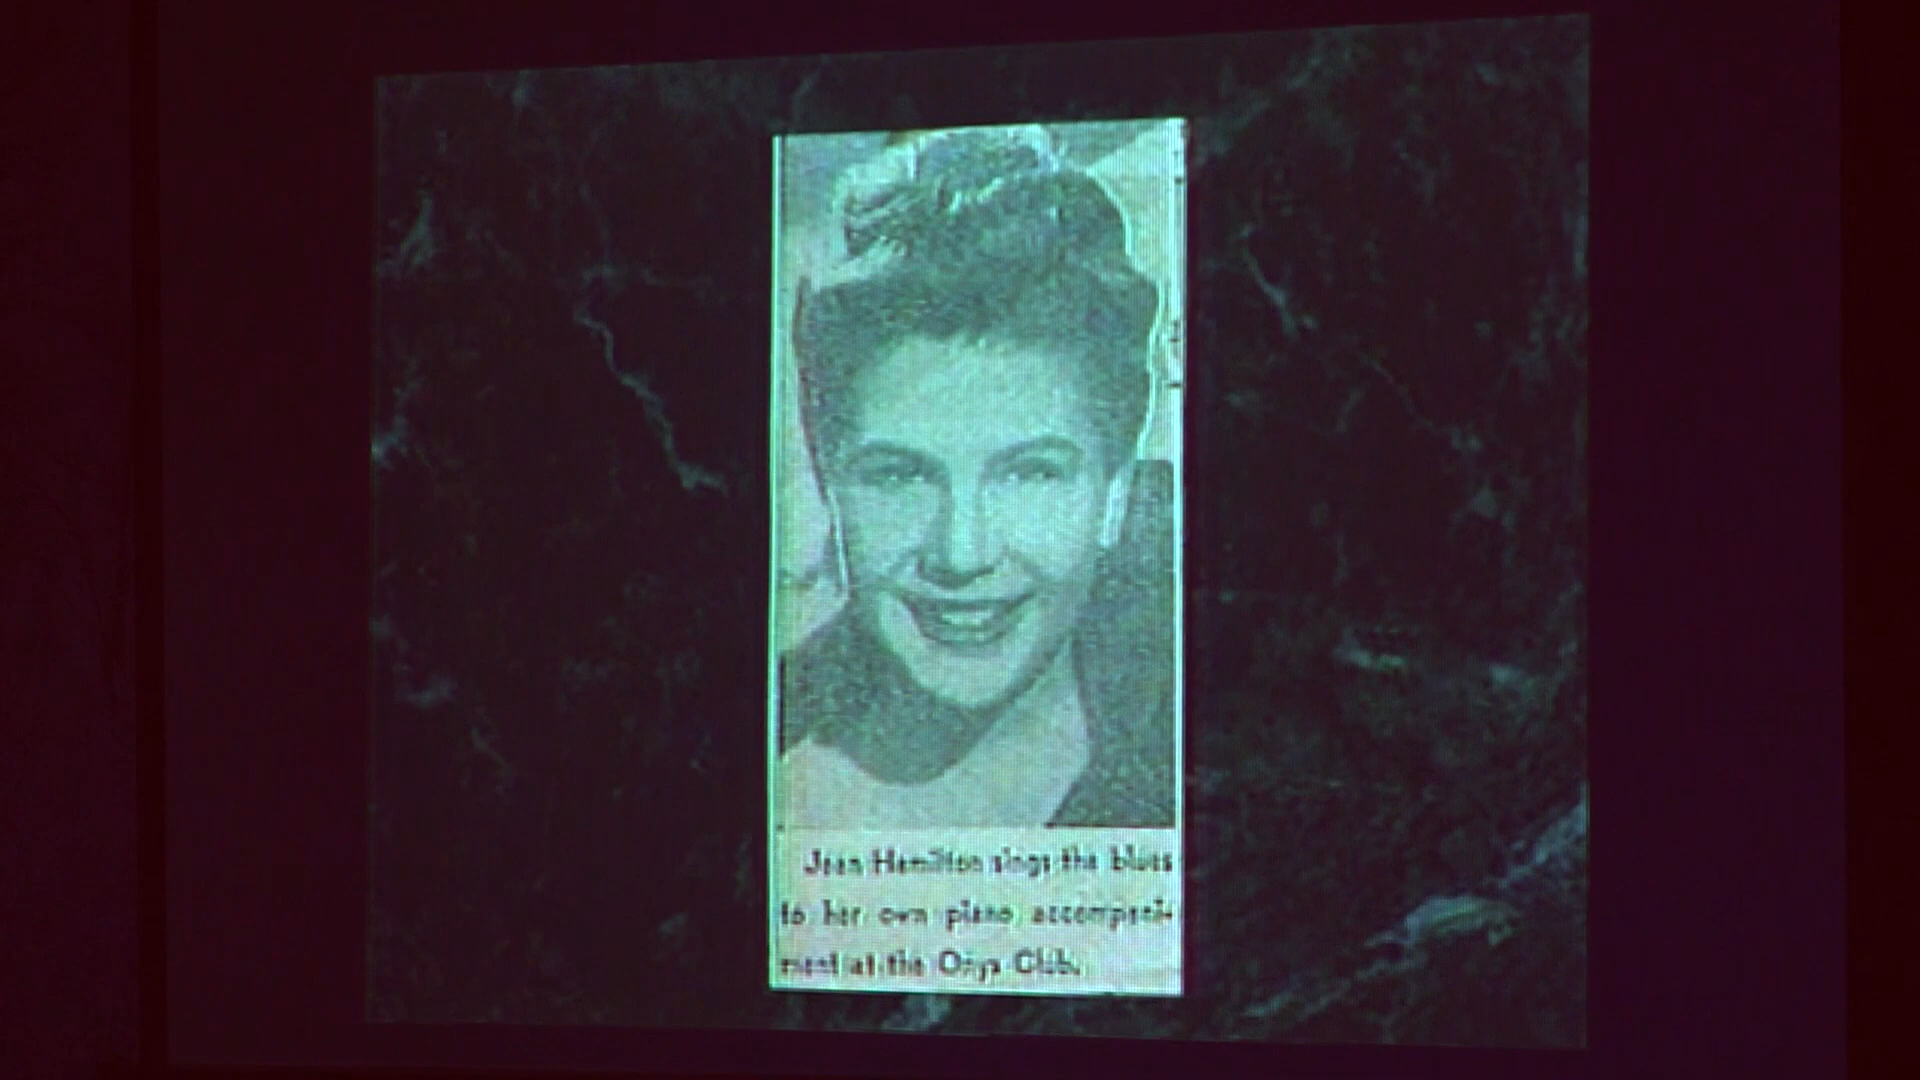 Jean Hamilton sings the blues
to her own piano accompani-
ment at the Onyx Club.